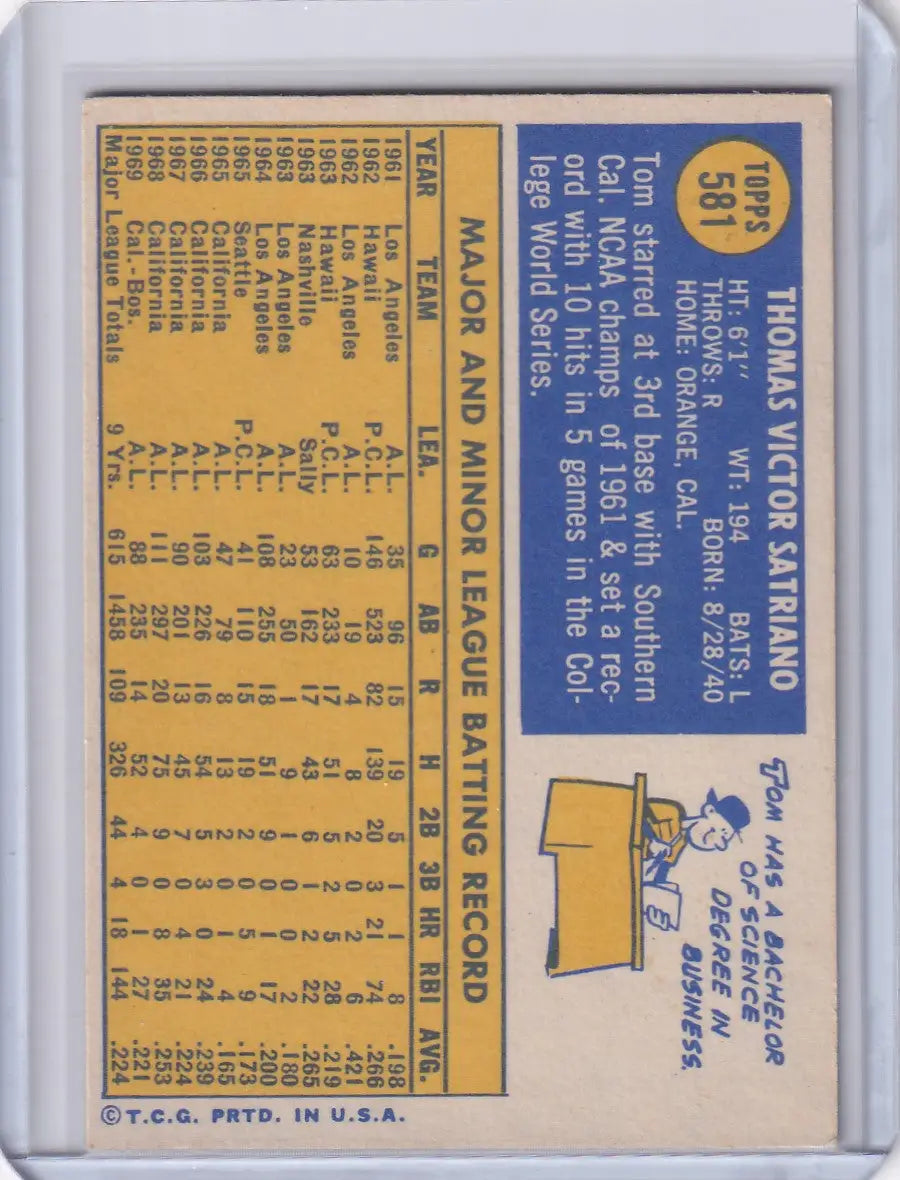 TOPPS
581
THOMAS VICTOR SATRIANO
HT: 6'1" WT: 194 BATS: L
THROWS: R BORN: 8/28/40
HOME: ORANGE, CAL.
Tom starred at 3rd base with Southern
Cal. NCAA champs of 1961 & set a rec-
ord with 10 hits in 5 games in the Col-
lege World Series.
TOM HAS A BACHELOR
OF SCIENCE
DEGREE IN
BUSINESS.
MAJOR AND MINOR LEAGUE BATTING RECORD
YEAR TEAM LEA. G AB R H 2B 3B HR RBI AVG.
1961 Los Angeles A.L. 35 96 15 19 5 1 1 8 .198
1962 Hawaii P.C.L. 146 523 82 139 20 3 21 74 .266
1962 Los Angeles A.L. 10 19 4 8 2 0 2 6 .421
1963 Hawaii P.C.L. 63 233 17 51 5 2 5 28 .219
1963 Nashville Sally 53 162 17 43 6 1 2 22 .265
1963 Los Angeles A.L. 23 50 1 9 1 0 0 2 .180
1964 Los Angeles A.L. 108 255 18 51 9 0 1 17 .200
1965 Seattle P.C.L. 41 110 15 19 2 1 5 9 .173
1965 California A.L. 47 79 8 13 2 0 1 4 .165
1966 California A.L. 103 226 16 54 5 3 0 24 .239
1967 California A.L. 90 201 13 45 7 0 4 21 .224
1968 California A.L. 111 297 20 75 9 0 8 35 .253
1969 Cal.-Bos. A.L. 88 235 14 52 4 0 1 27 .221
Major League Totals 9 Yrs. 615 1458 109 326 44 4 18 144 .224
© T.C.G. PRTD. IN U.S.A.